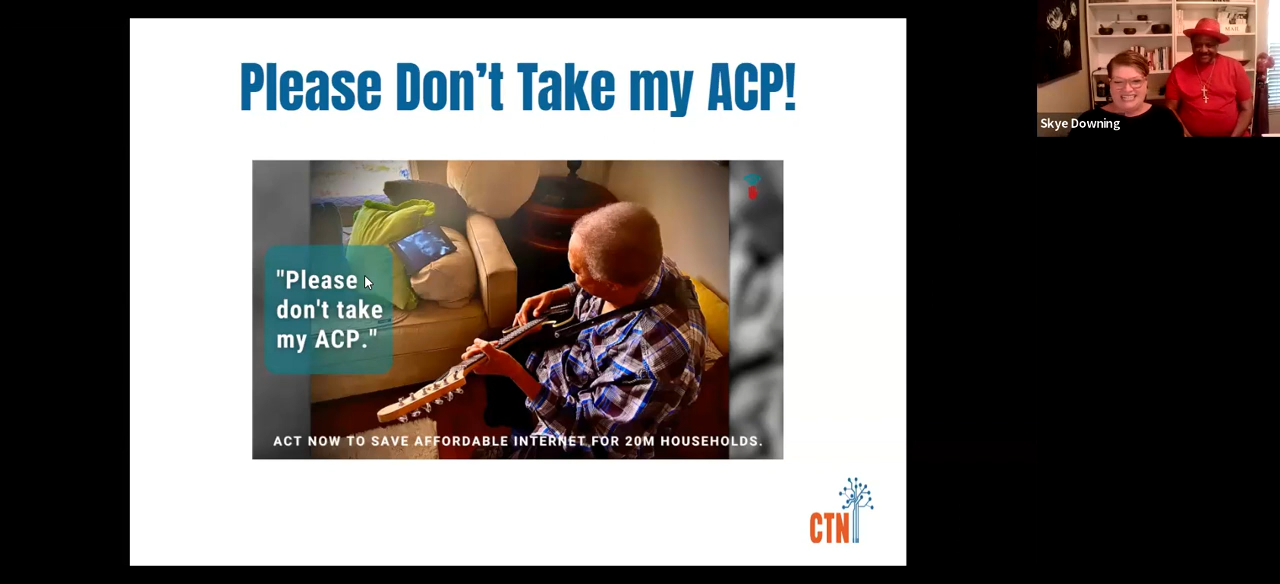 Please Don’t Take my ACP!
"Please
don't take
my ACP."
ACT NOW TO SAVE AFFORDABLE INTERNET FOR 20M HOUSEHOLDS.
CTN
Skye Downing